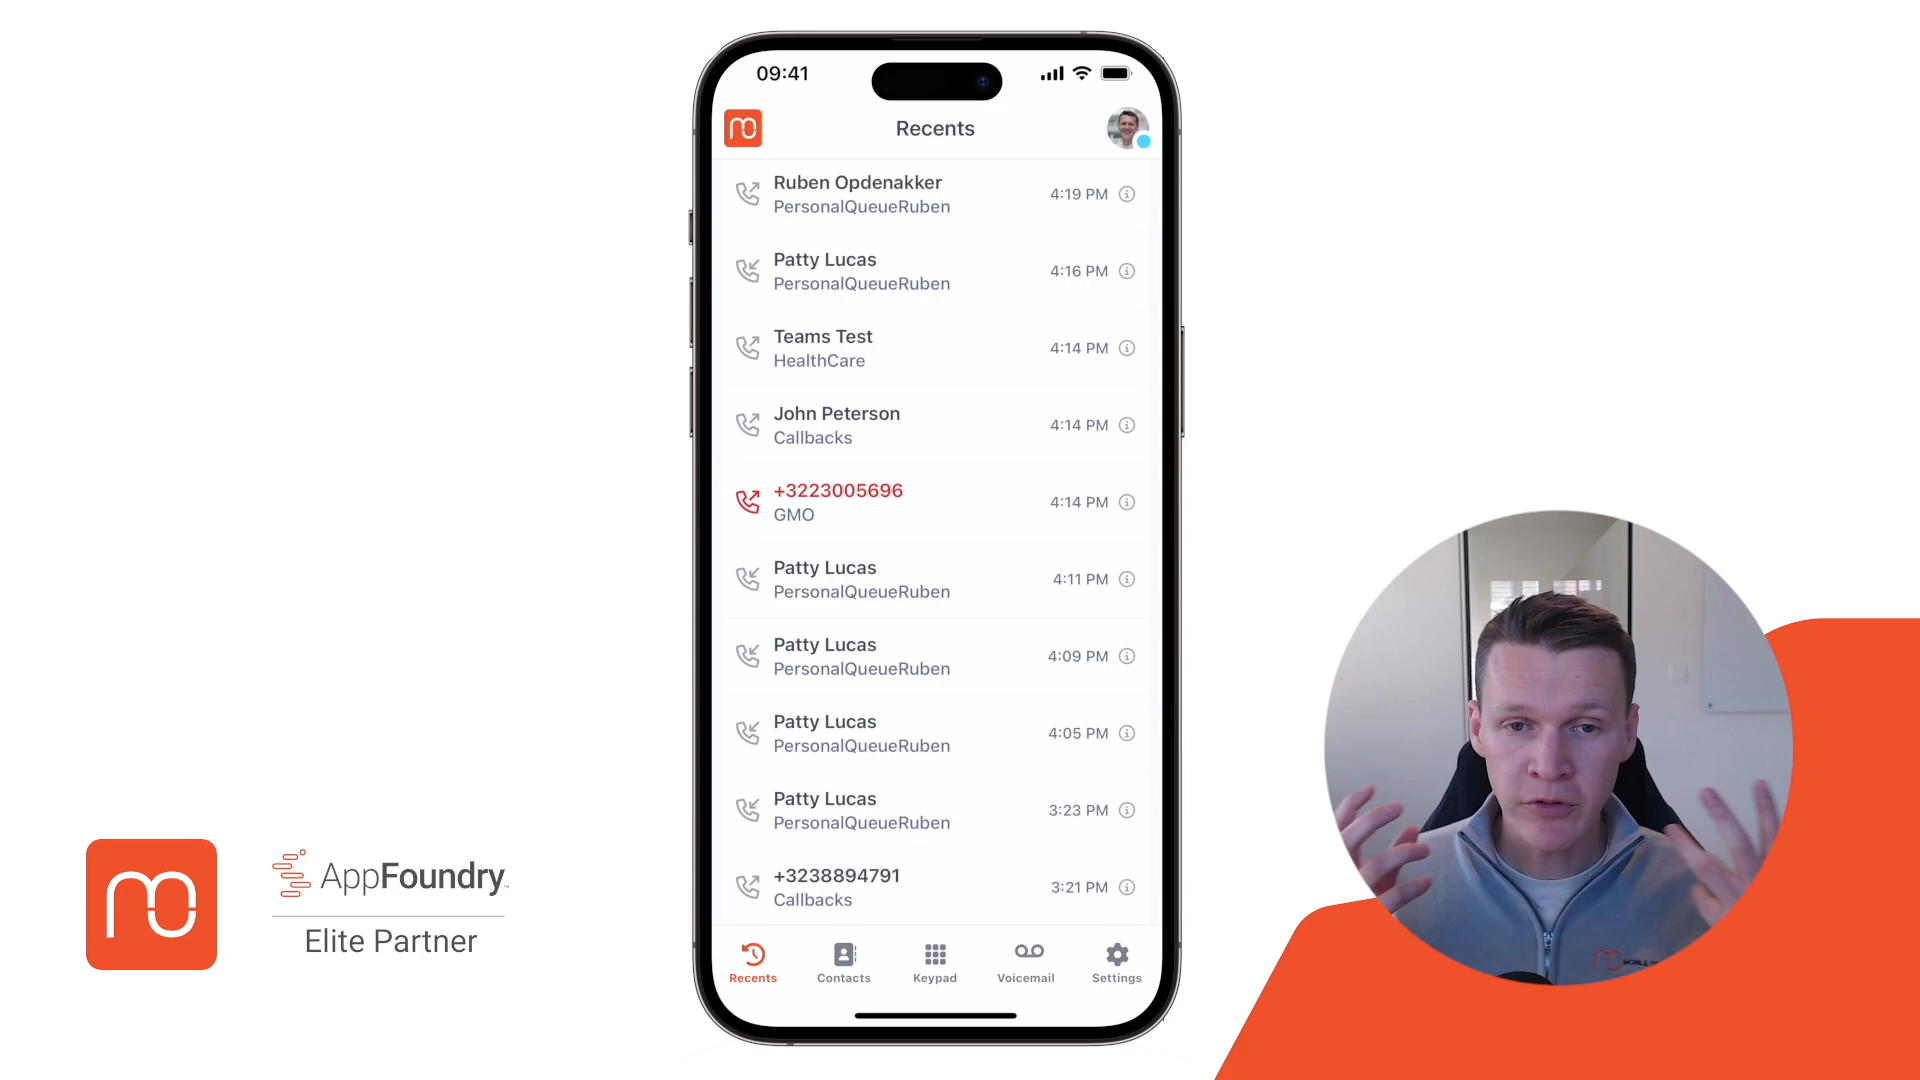 09:41
Recents
Ruben Opdenakker
PersonalQueueRuben
4:19 PM
Patty Lucas
PersonalQueueRuben
4:16 PM
Teams Test
HealthCare
4:14 PM
John Peterson
Callbacks
4:14 PM
+3223005696
GMO
4:14 PM
Patty Lucas
PersonalQueueRuben
4:11 PM
Patty Lucas
PersonalQueueRuben
4:09 PM
Patty Lucas
PersonalQueueRuben
4:05 PM
Patty Lucas
PersonalQueueRuben
3:23 PM
+3238894791
Callbacks
3:21 PM
Recents
Contacts
Keypad
Voicemail
Settings
AppFoundry
Elite Partner